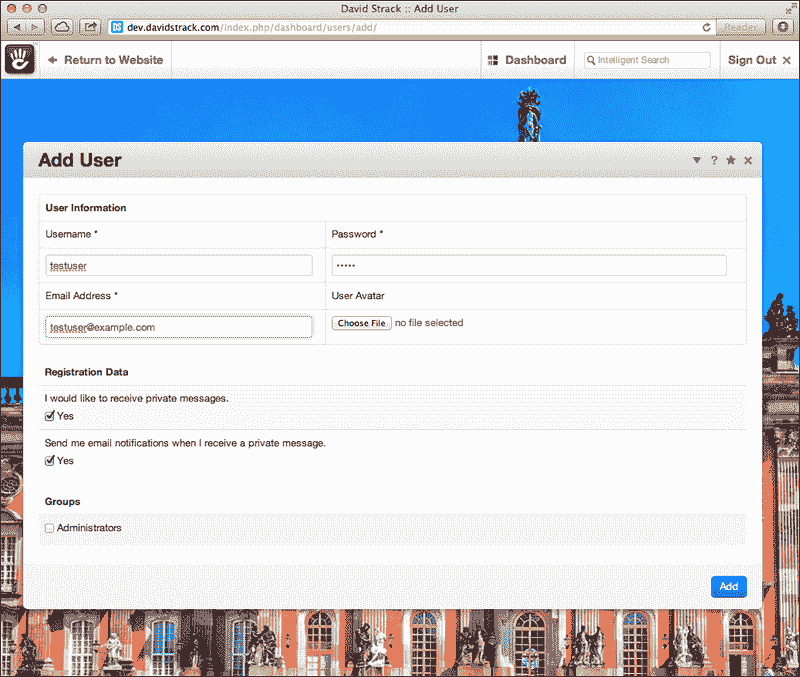 David Strack :: Add User
dev.davidstrack.com/index.php/dashboard/users/add/
Reader
Return to Website
Dashboard
Intelligent Search
Sign Out
Add User
?
User Information
Username *
Password *
testuser
•••••
Email Address *
User Avatar
testuser@example.com
Choose File no file selected
Registration Data
I would like to receive private messages.
Yes
Send me email notifications when I receive a private message.
Yes
Groups
Administrators
Add